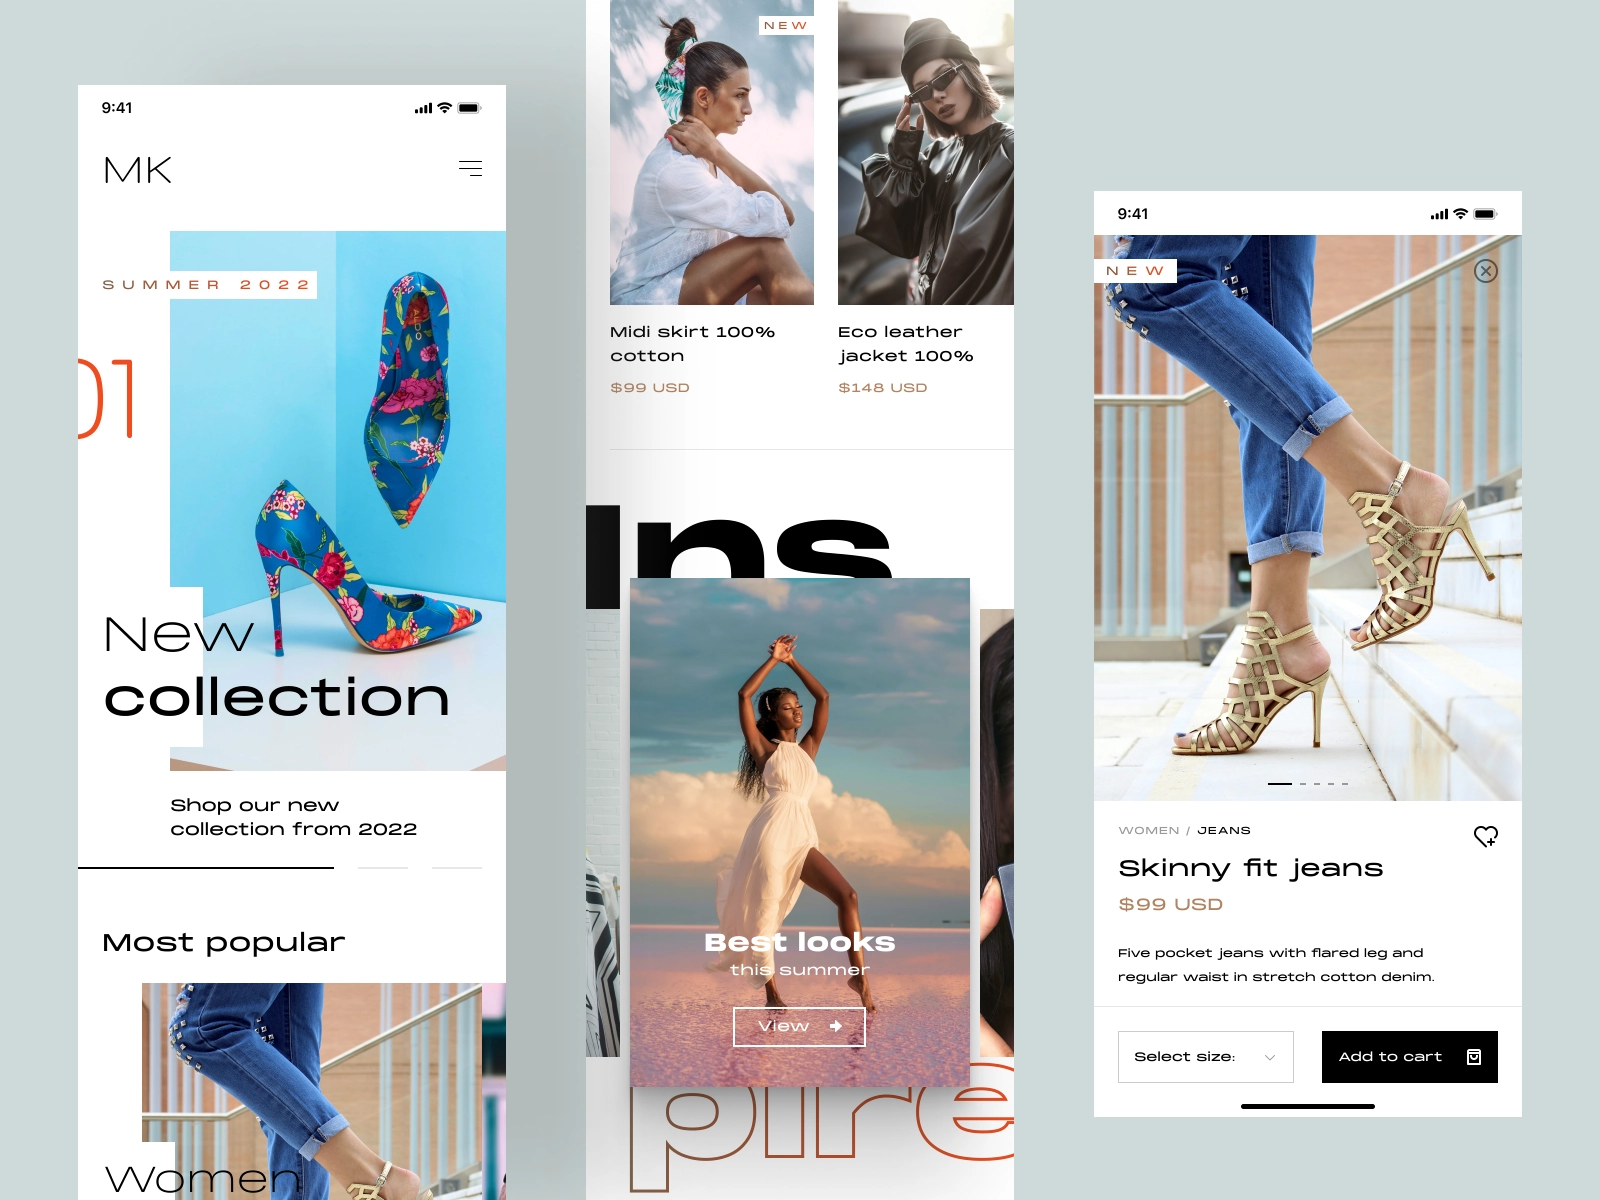 9:41
MK
SUMMER 2022
01
New
collection
Shop our new
collection from 2022
Most popular
Women
NEW
Midi skirt 100%
cotton
$99 USD
Eco leather
jacket 100%
$148 USD
Ins
Best looks
this summer
View
pire
9:41
NEW
WOMEN / JEANS
Skinny fit jeans
$99 USD
Five pocket jeans with flared leg and
regular waist in stretch cotton denim.
Select size:
Add to cart